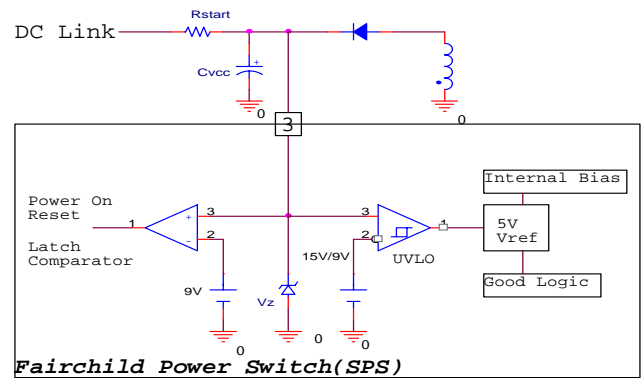 Rstart
DC Link
Cvcc
0
0
3
Internal Bias
Power On
Reset
1
3
+
2
-
3
2
1
5V
Vref
Latch
Comparator
15V/9V
UVLO
9V
Vz
Good Logic
0
0
0
Fairchild Power Switch(SPS)